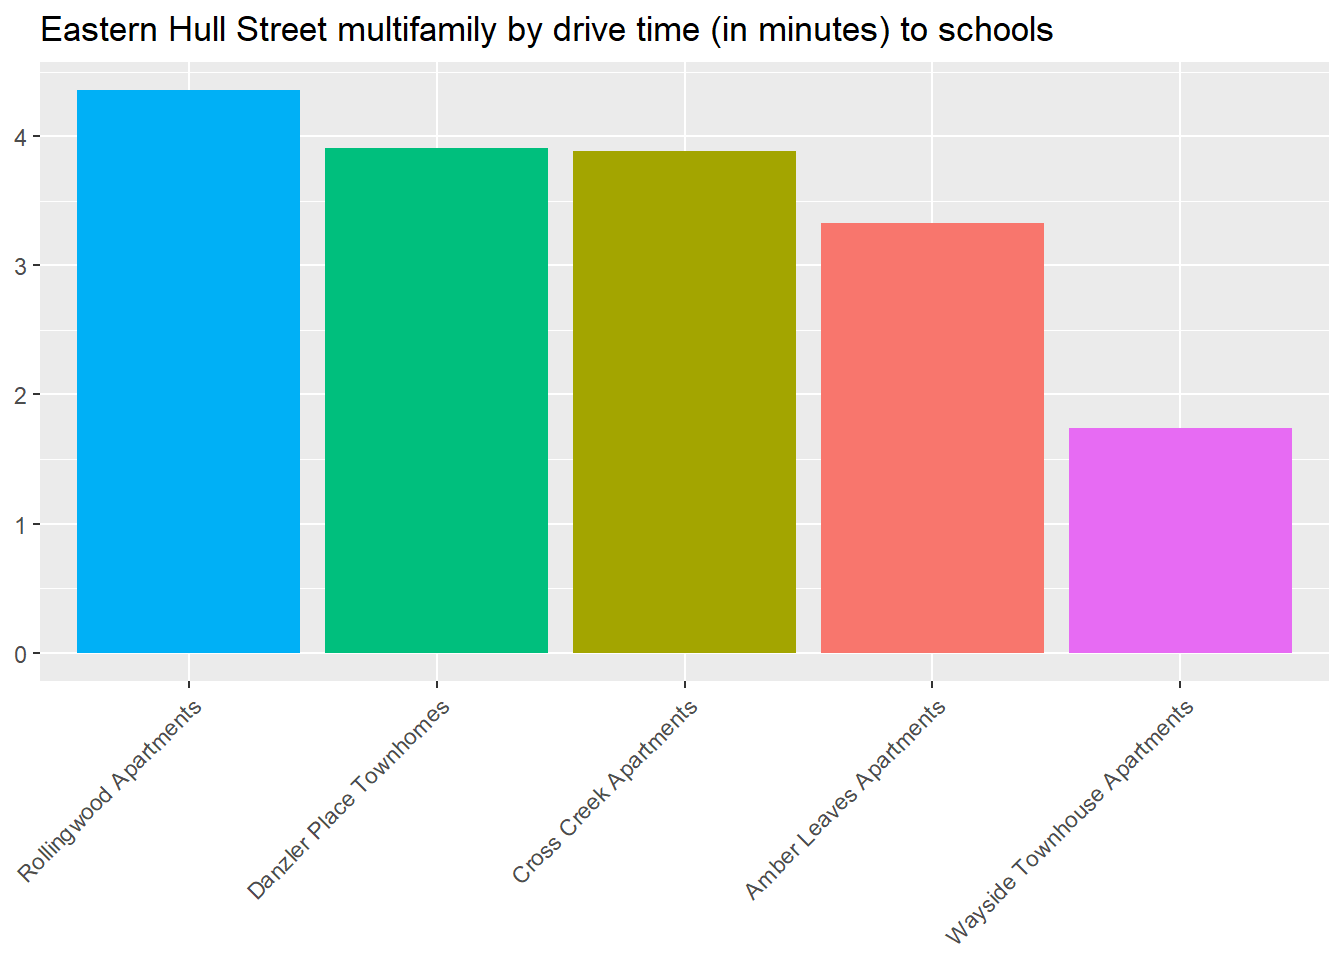 Eastern Hull Street multifamily by drive time (in minutes) to schools
4
3
2
1
0
Rollingwood Apartments
Danzler Place Townhomes
Cross Creek Apartments
Amber Leaves Apartments
Wayside Townhouse Apartments